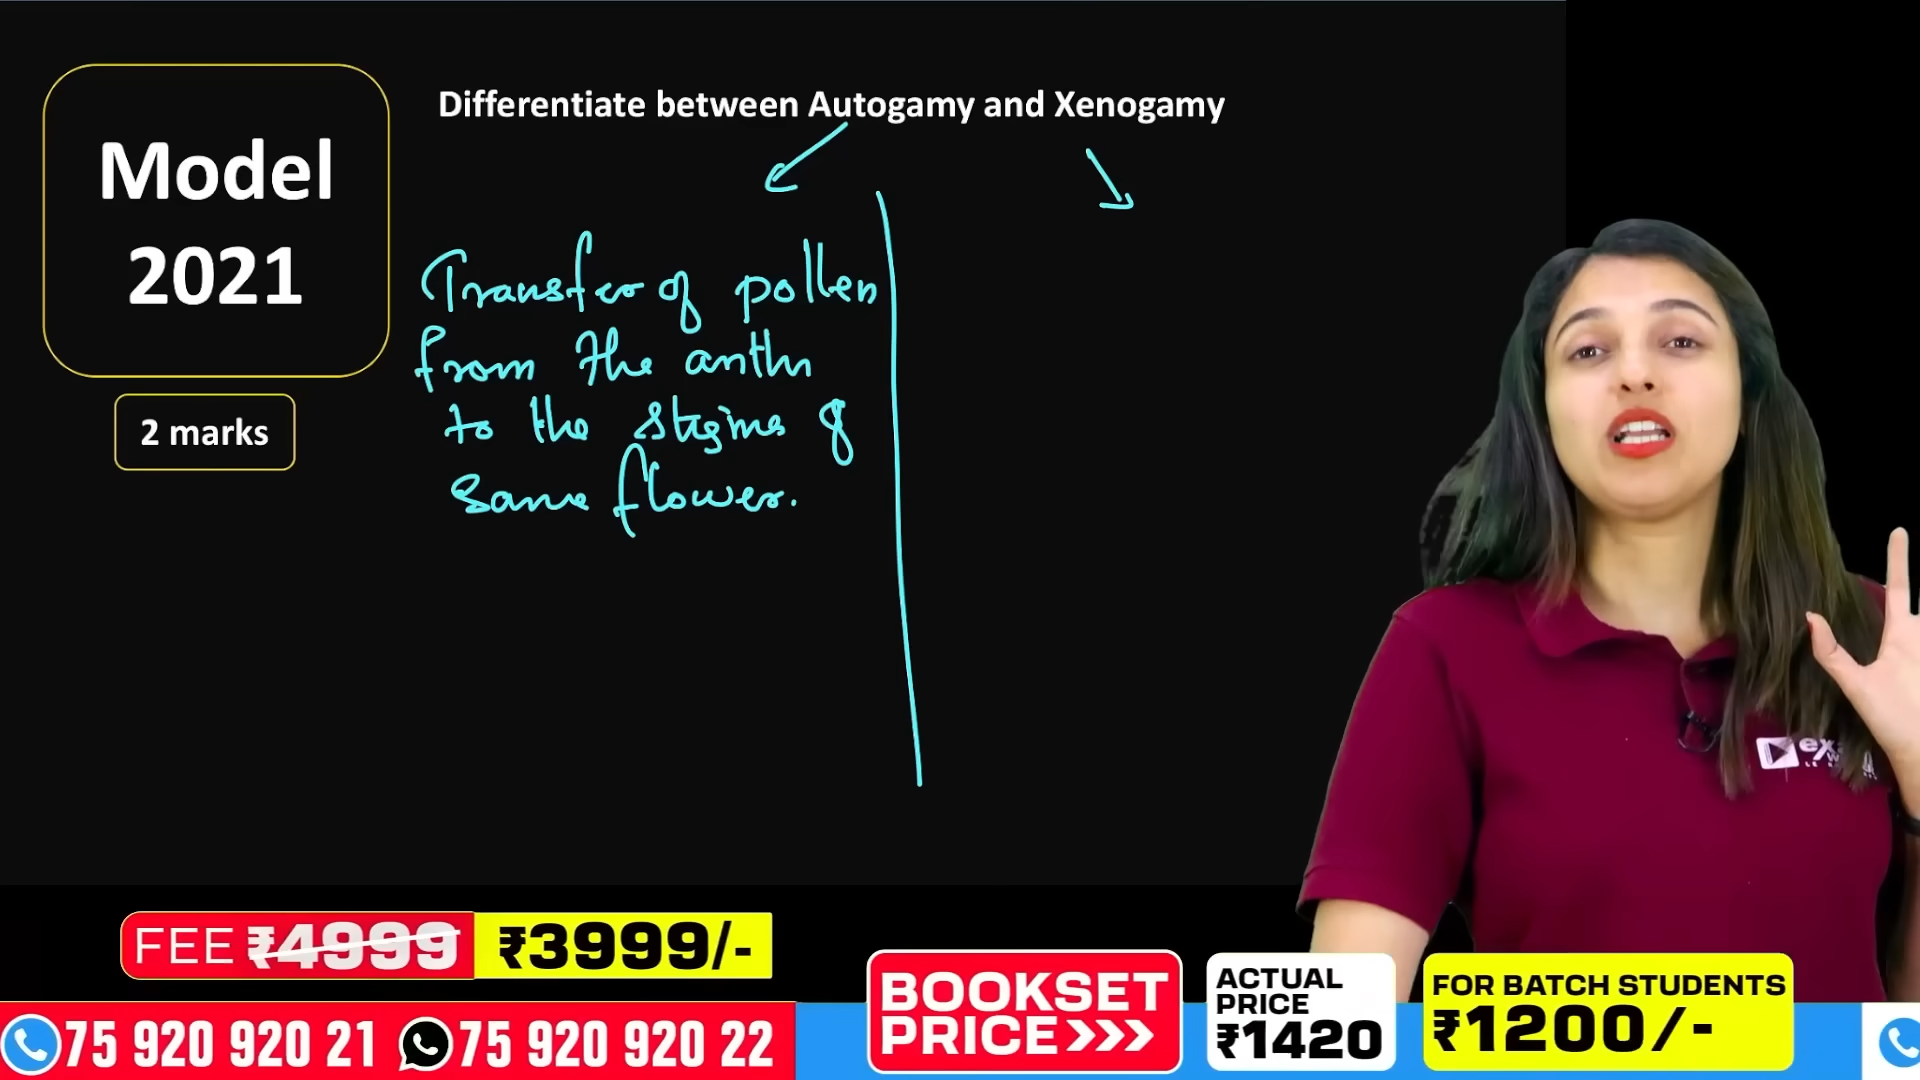 Differentiate between Autogamy and Xenogamy
Model
2021
2 marks
Transfer of pollen
from the anth
to the stigma of
same flower.
FEE ₹4999 ₹3999/-
75 920 920 21 75 920 920 22
BOOKSET
PRICE >>>
ACTUAL
PRICE
₹1420
FOR BATCH STUDENTS
₹1200/-